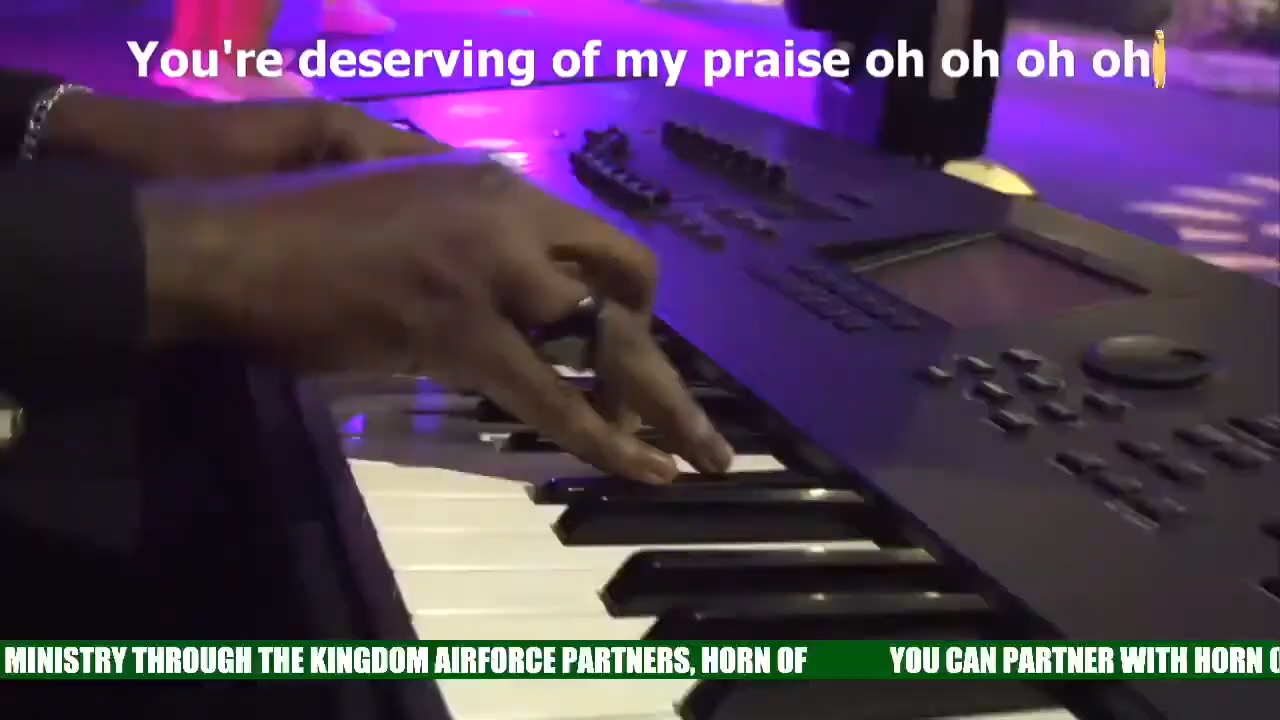 You're deserving of my praise oh oh oh oh
MINISTRY THROUGH THE KINGDOM AIRFORCE PARTNERS, HORN OF YOU CAN PARTNER WITH HORN